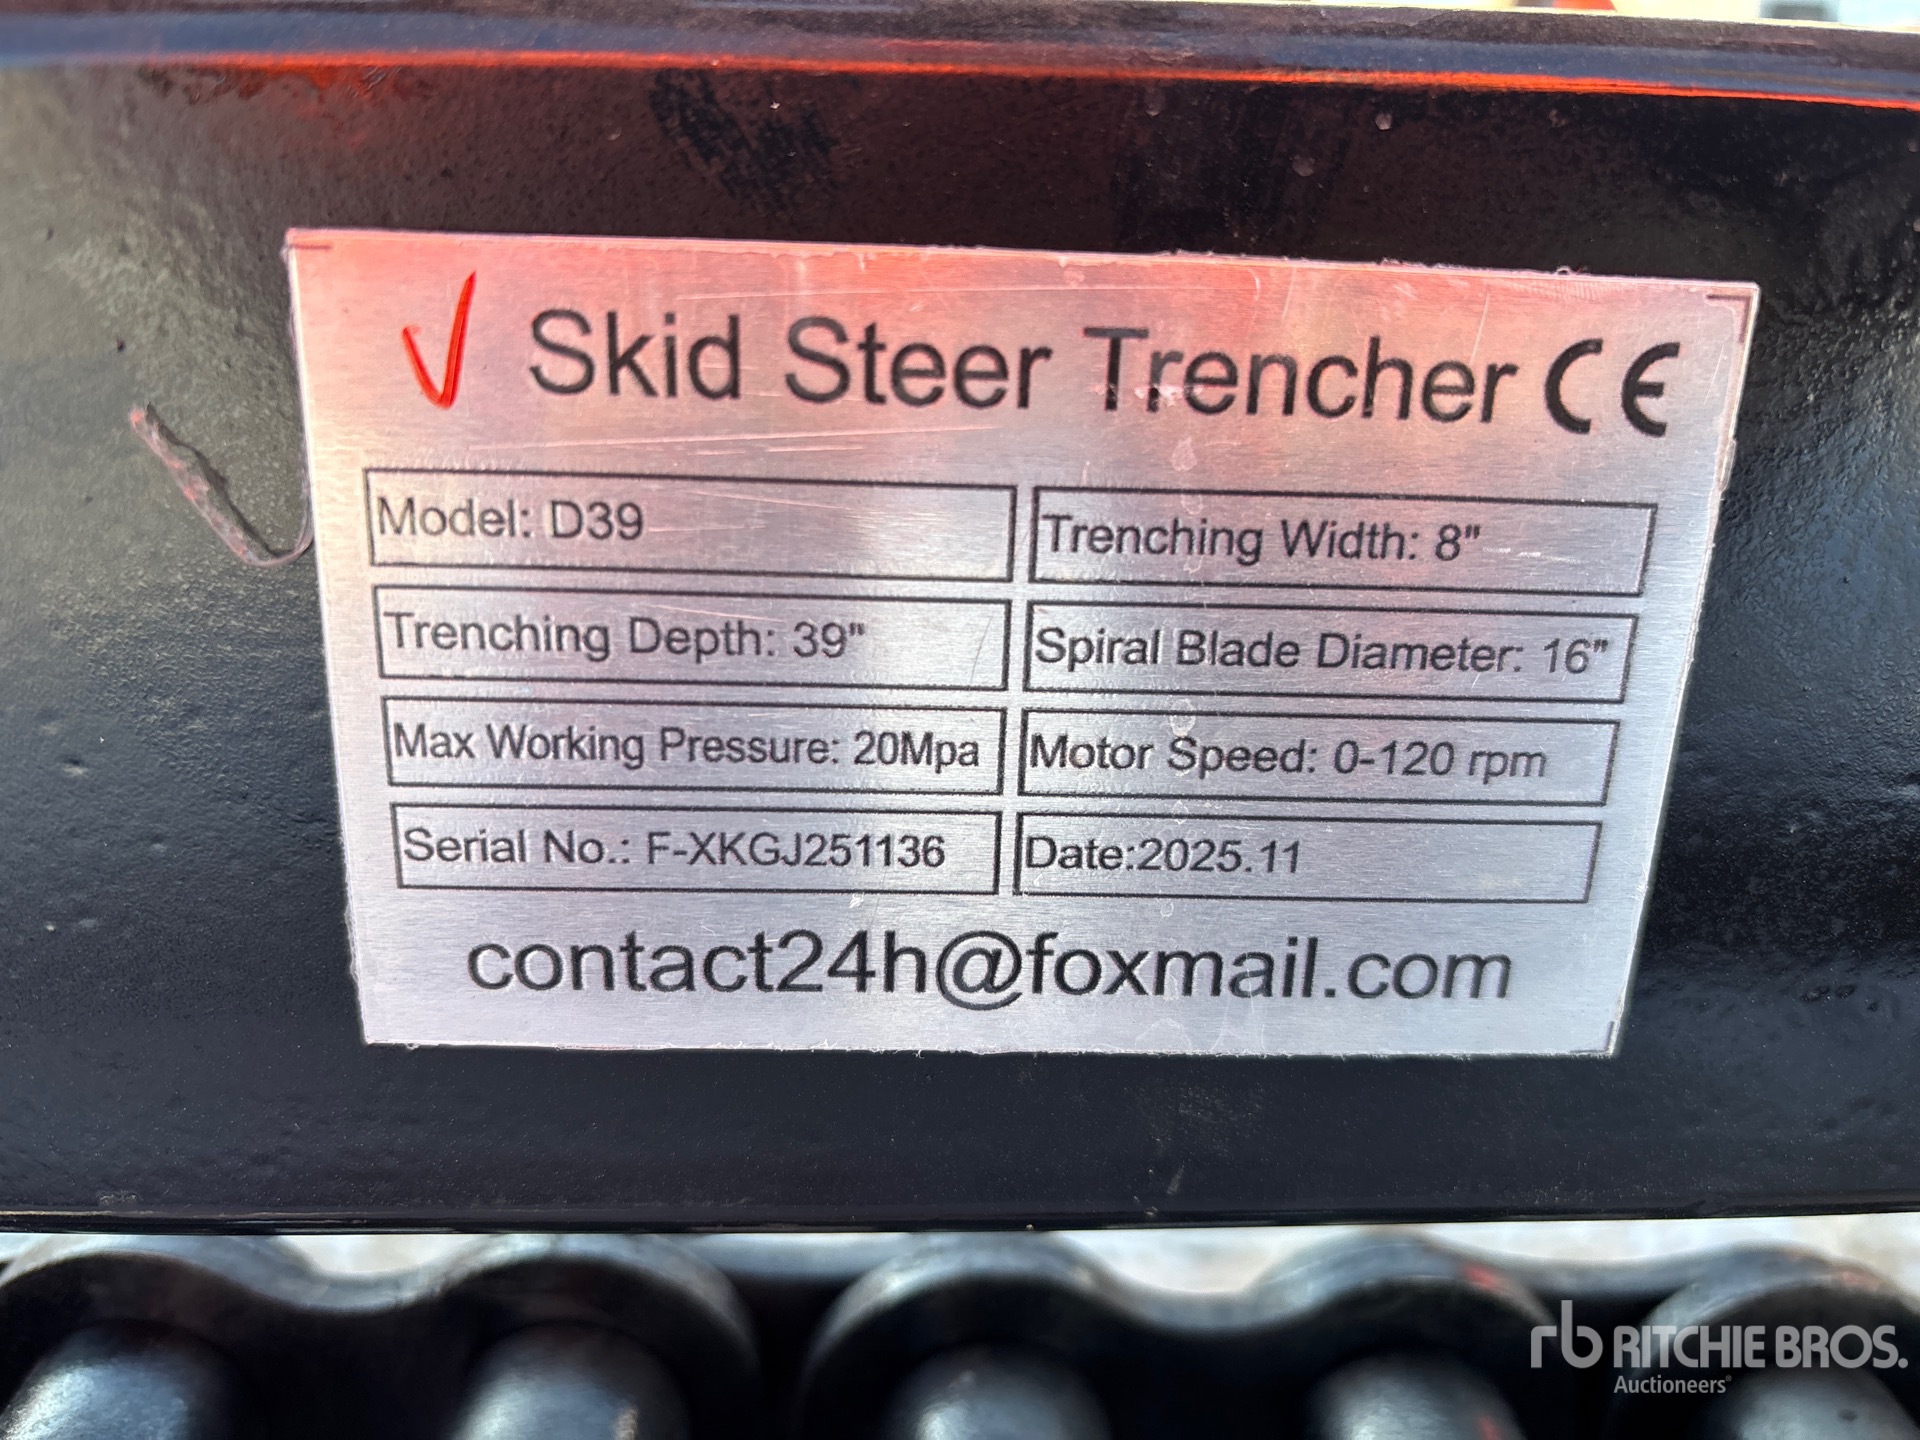 Skid Steer Trencher CE
Model: D39
Trenching Width: 8"
Trenching Depth: 39"
Spiral Blade Diameter: 16"
Max Working Pressure: 20Mpa
Motor Speed: 0-120 rpm
Serial No.: F-XKGJ251136
Date:2025.11
contact24h@foxmail.com
rb RITCHIE BROS.
Auctioneers